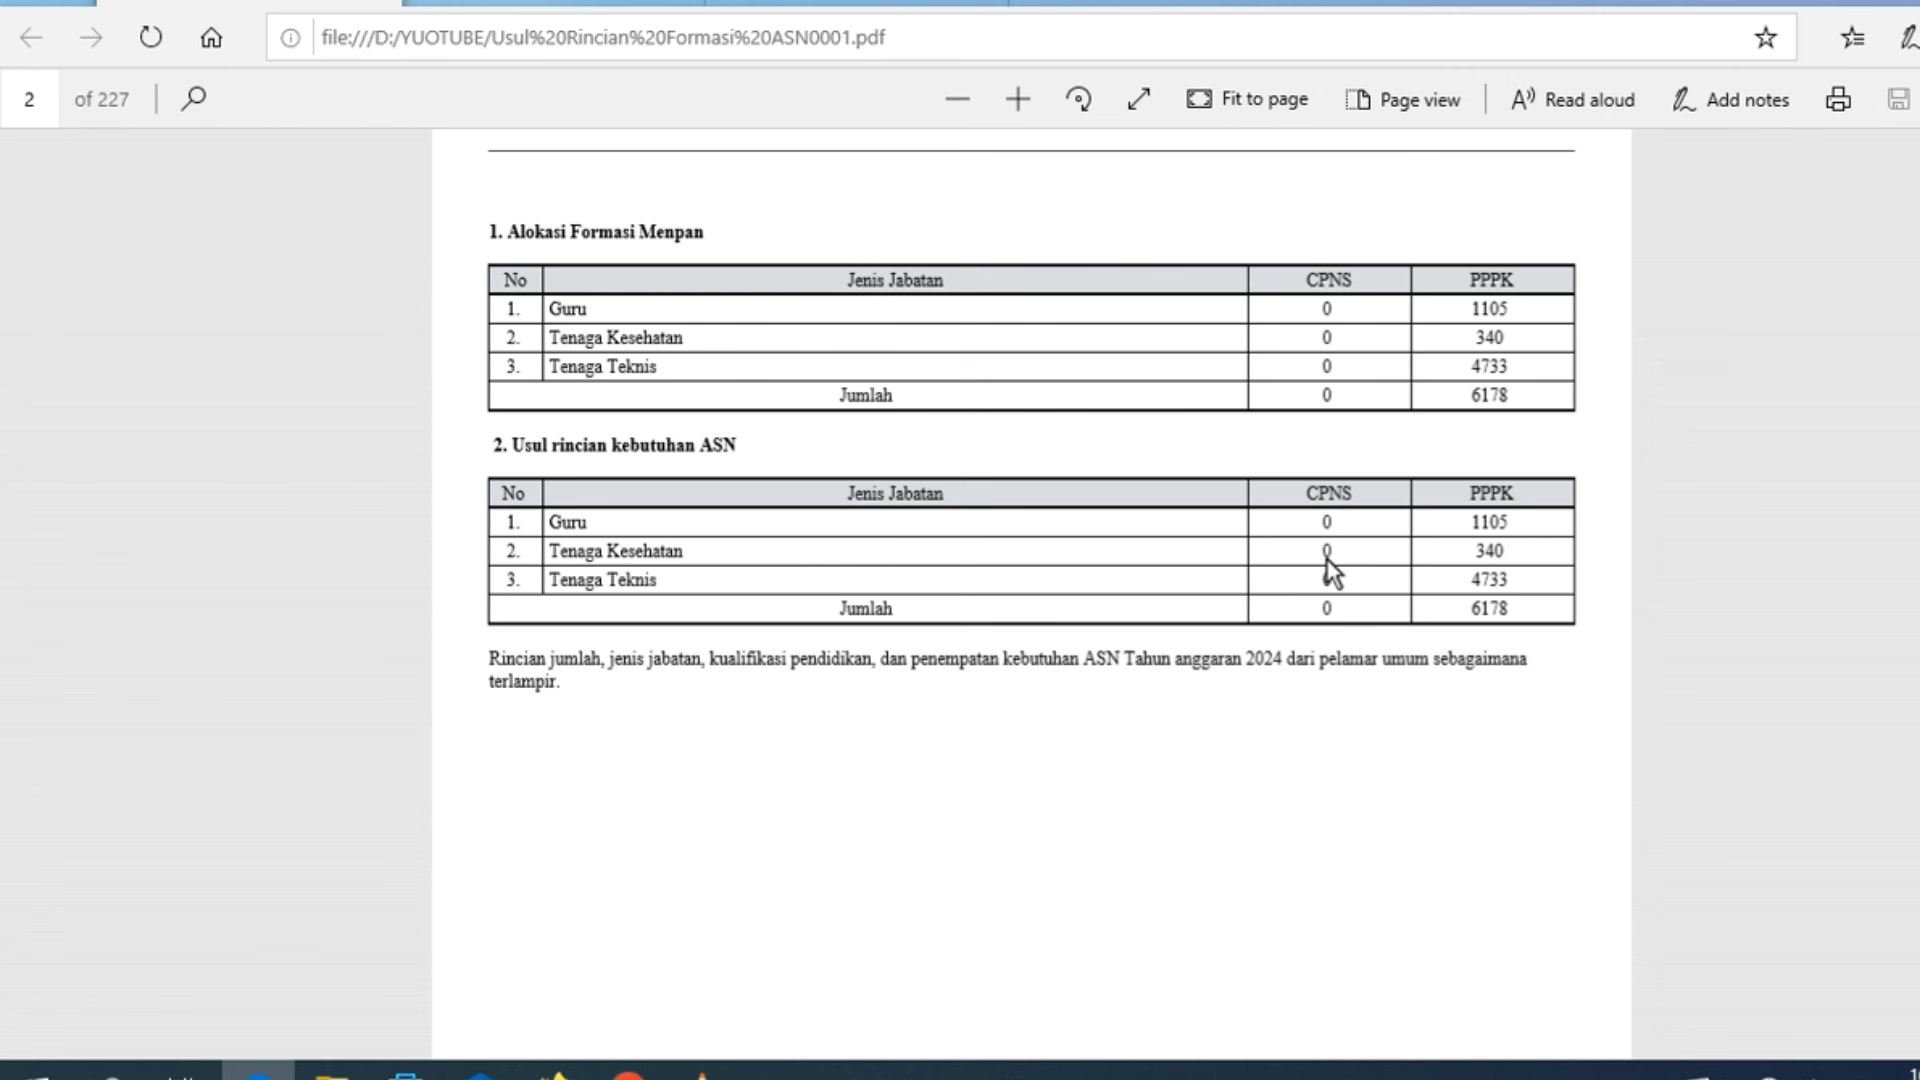 file:///D:/YUOTUBE/Usul%20Rincian%20Formasi%20ASN0001.pdf
2 of 227 Fit to page Page view Read aloud Add notes
1. Alokasi Formasi Menpan
No Jenis Jabatan CPNS PPPK
1. Guru 0 1105
2. Tenaga Kesehatan 0 340
3. Tenaga Teknis 0 4733
Jumlah 0 6178
2. Usul rincian kebutuhan ASN
No Jenis Jabatan CPNS PPPK
1. Guru 0 1105
2. Tenaga Kesehatan 0 340
3. Tenaga Teknis 4733
Jumlah 0 6178
Rincian jumlah, jenis jabatan, kualifikasi pendidikan, dan penempatan kebutuhan ASN Tahun anggaran 2024 dari pelamar umum sebagaimana
terlampir.